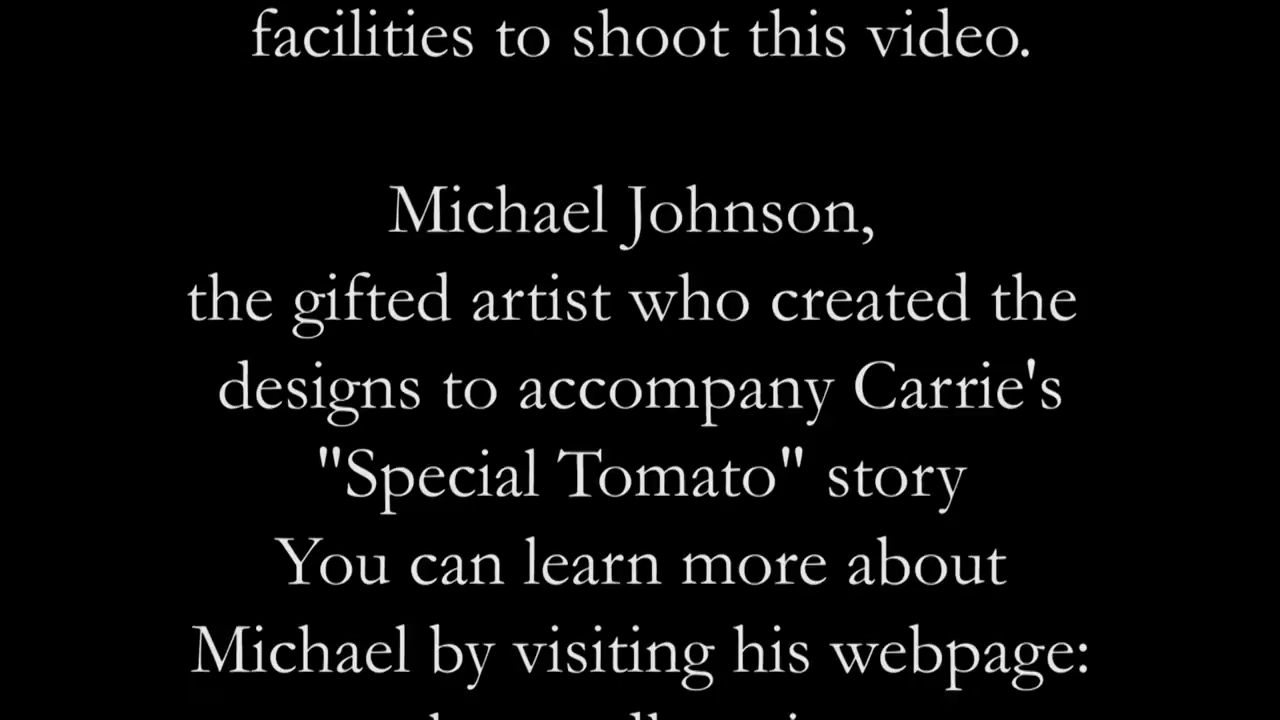 facilities to shoot this video.
Michael Johnson,
the gifted artist who created the
designs to accompany Carrie's
"Special Tomato" story
You can learn more about
Michael by visiting his webpage: